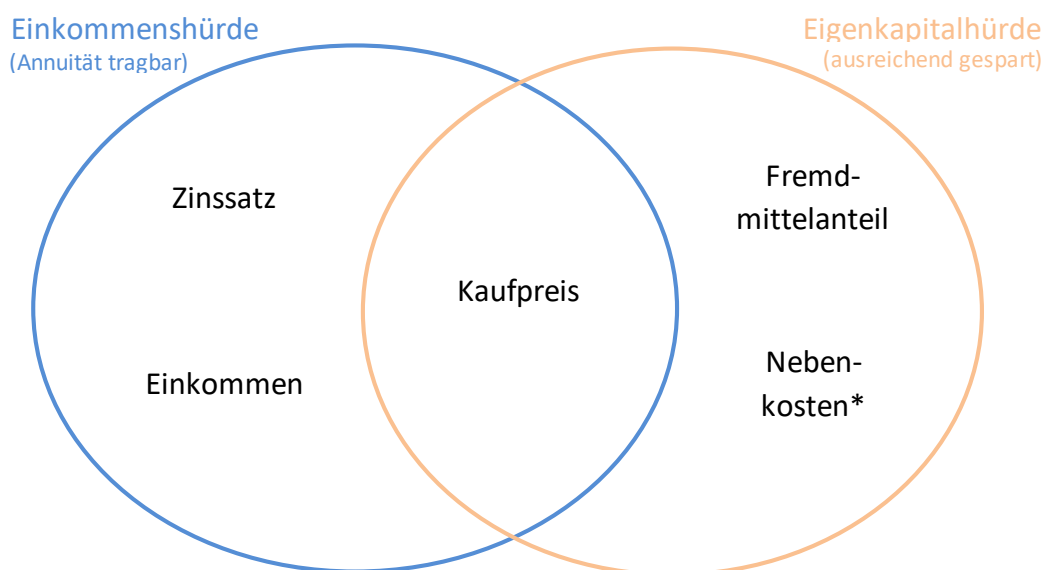 Einkommenshürde
(Annuität tragbar)
Eigenkapitalhürde
(ausreichend gespart)
Zinssatz
Einkommen
Kaufpreis
Fremd-
mittelanteil
Neben-
kosten*